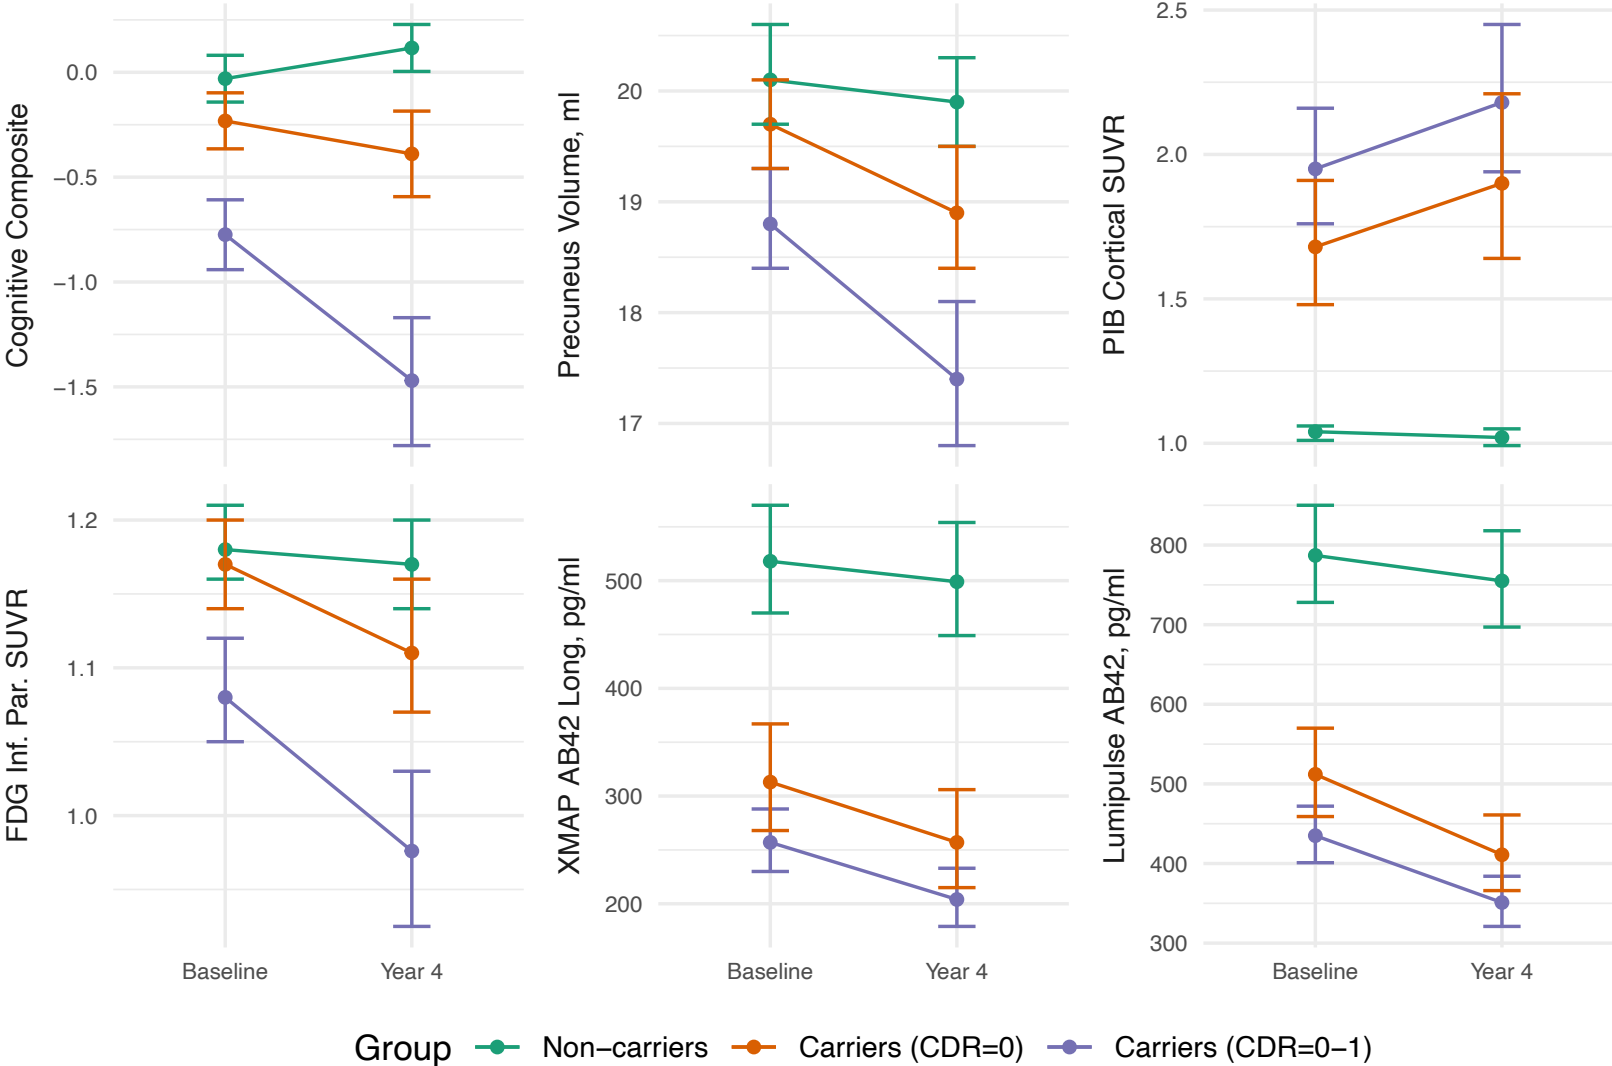 Cognitive Composite
0.0
−0.5
−1.0
−1.5
Precuneus Volume, ml
20
19
18
17
PIB Cortical SUVR
2.5
2.0
1.5
1.0
FDG Inf. Par. SUVR
1.2
1.1
1.0
Baseline Year 4
XMAP AB42 Long, pg/ml
500
400
300
200
Baseline Year 4
Lumipulse AB42, pg/ml
800
700
600
500
400
300
Baseline Year 4
Group Non−carriers Carriers (CDR=0) Carriers (CDR=0−1)